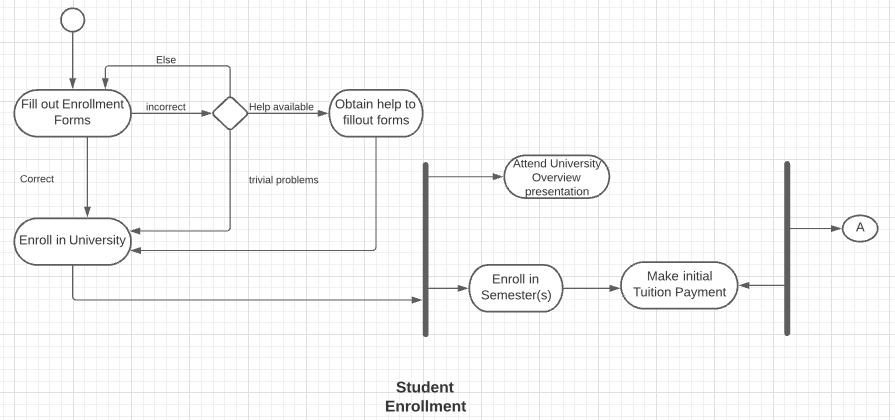 Else
Fill out Enrollment
Forms
incorrect
Help available
Obtain help to
fillout forms
Correct
trivial problems
Attend University
Overview
presentation
Enroll in University
A
Enroll in
Semester(s)
Make initial
Tuition Payment
Student
Enrollment